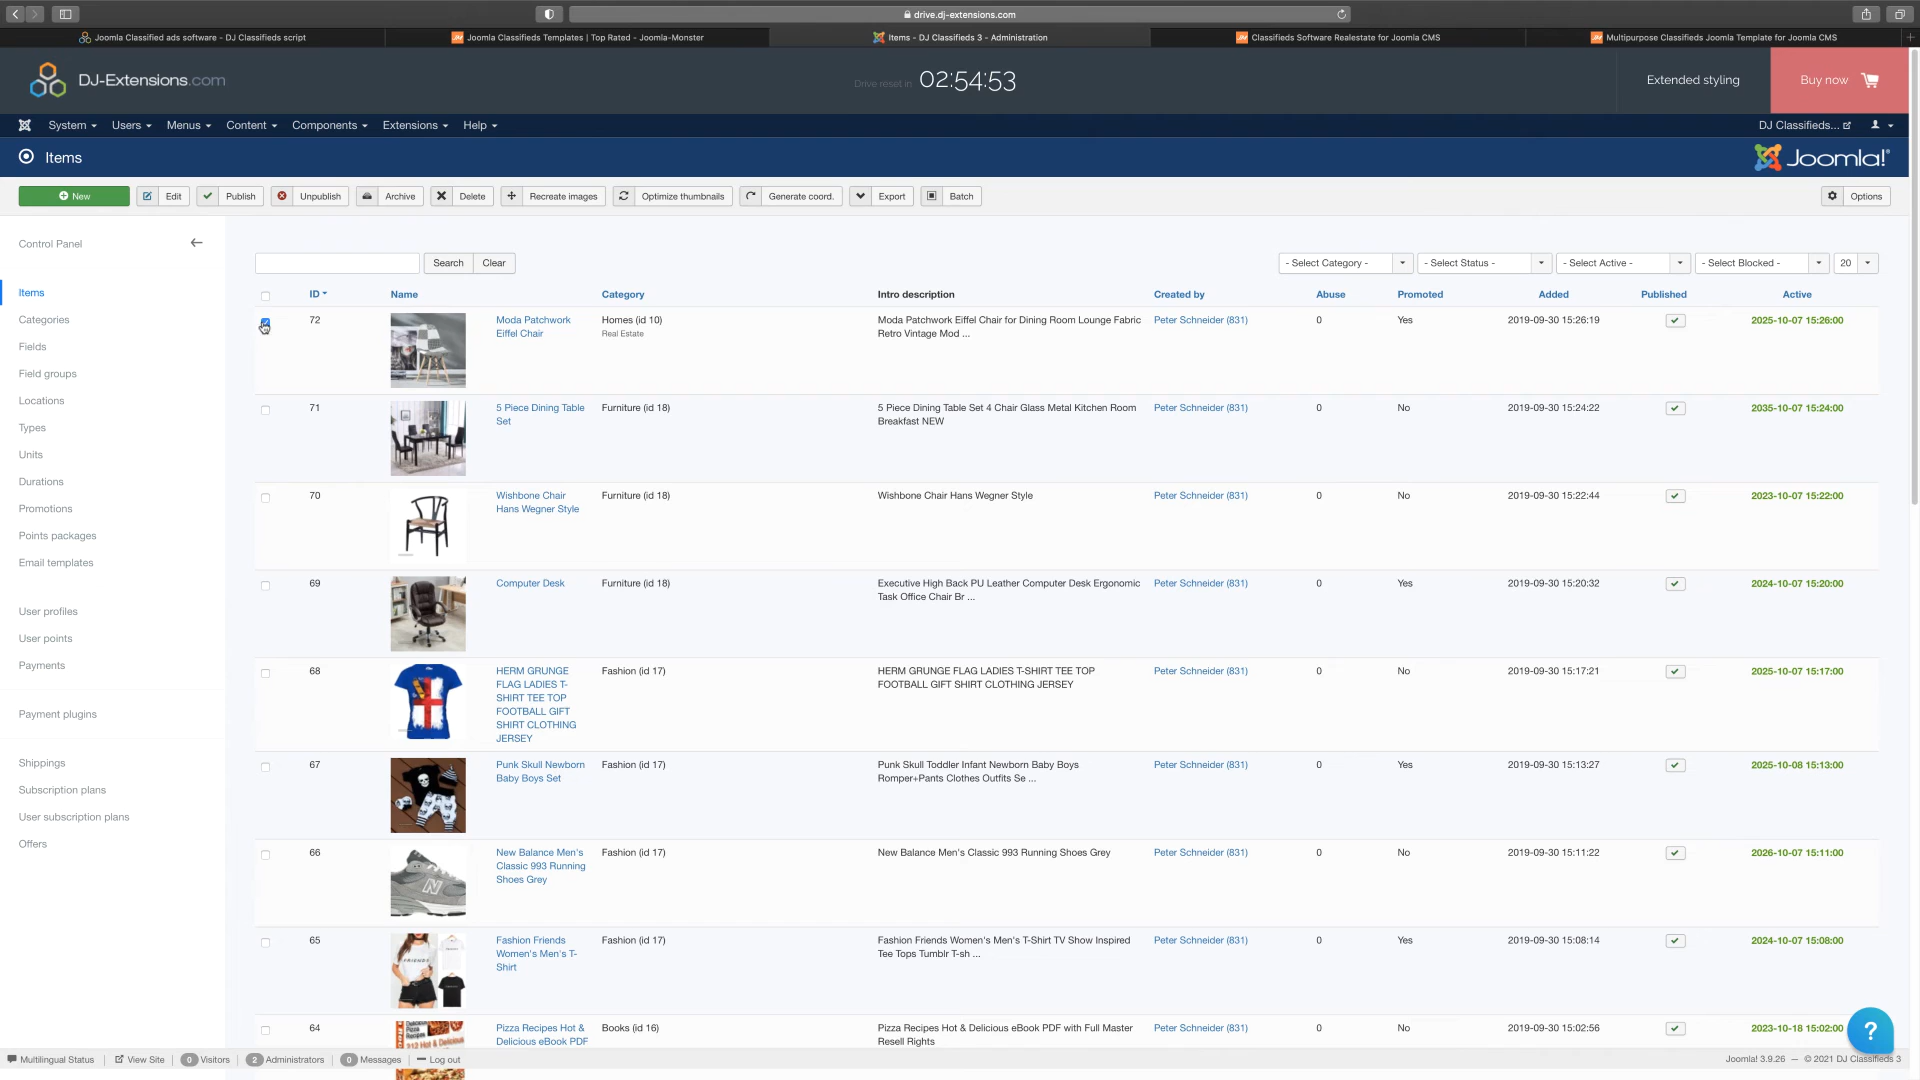 drive.dj-extensions.com
Joomla Classified ads software - DJ Classifieds script
Joomla Classifieds Templates | Top Rated - Joomla-Monster
Items - DJ Classifieds 3 - Administration
Classifieds Software Realestate for Joomla CMS
Multipurpose Classifieds Joomla Template for Joomla CMS
DJ-Extensions.com
Drive reset in 02:54:53
Extended styling
Buy now
System Users Menus Content Components Extensions Help
DJ Classifieds...
Items
Joomla!®
New Edit Publish Unpublish Archive Delete Recreate images Optimize thumbnails Generate coord. Export Batch Options
Control Panel
Items
Categories
Fields
Field groups
Locations
Types
Units
Durations
Promotions
Points packages
Email templates
User profiles
User points
Payments
Payment plugins
Shippings
Subscription plans
User subscription plans
Offers
Search Clear
- Select Category - - Select Status - - Select Active - - Select Blocked - 20
ID Name Category Intro description Created by Abuse Promoted Added Published Active
72 Moda Patchwork Homes (id 10) Moda Patchwork Eiffel Chair for Dining Room Lounge Fabric Peter Schneider (831) 0 Yes 2019-09-30 15:26:19 2025-10-07 15:26:00
Eiffel Chair Real Estate Retro Vintage Mod ...
71 5 Piece Dining Table Furniture (id 18) 5 Piece Dining Table Set 4 Chair Glass Metal Kitchen Room Peter Schneider (831) 0 No 2019-09-30 15:24:22 2035-10-07 15:24:00
Set Breakfast NEW
70 Wishbone Chair Furniture (id 18) Wishbone Chair Hans Wegner Style Peter Schneider (831) 0 No 2019-09-30 15:22:44 2023-10-07 15:22:00
Hans Wegner Style
69 Computer Desk Furniture (id 18) Executive High Back PU Leather Computer Desk Ergonomic Peter Schneider (831) 0 Yes 2019-09-30 15:20:32 2024-10-07 15:20:00
Task Office Chair Br ...
68 HERM GRUNGE Fashion (id 17) HERM GRUNGE FLAG LADIES T-SHIRT TEE TOP Peter Schneider (831) 0 No 2019-09-30 15:17:21 2025-10-07 15:17:00
FLAG LADIES T- FOOTBALL GIFT SHIRT CLOTHING JERSEY
SHIRT TEE TOP
FOOTBALL GIFT
SHIRT CLOTHING
JERSEY
67 Punk Skull Newborn Fashion (id 17) Punk Skull Toddler Infant Newborn Baby Boys Peter Schneider (831) 0 Yes 2019-09-30 15:13:27 2025-10-08 15:13:00
Baby Boys Set Romper+Pants Clothes Outfits Se ...
66 New Balance Men's Fashion (id 17) New Balance Men's Classic 993 Running Shoes Grey Peter Schneider (831) 0 No 2019-09-30 15:11:22 2026-10-07 15:11:00
Classic 993 Running
Shoes Grey
65 Fashion Friends Fashion (id 17) Fashion Friends Women's Men's T-Shirt TV Show Inspired Peter Schneider (831) 0 Yes 2019-09-30 15:08:14 2024-10-07 15:08:00
Women's Men's T- Tee Tops Tumblr T-sh ...
Shirt
64 Pizza Recipes Hot & Books (id 16) Pizza Recipes Hot & Delicious eBook PDF with Full Master Peter Schneider (831) 0 No 2019-09-30 15:02:56 2023-10-18 15:02:00
Delicious eBook PDF Resell Rights
Multilingual Status View Site 0 Visitors 2 Administrators 0 Messages Log out
Joomla! 3.9.26 — © 2021 DJ Classifieds 3
?